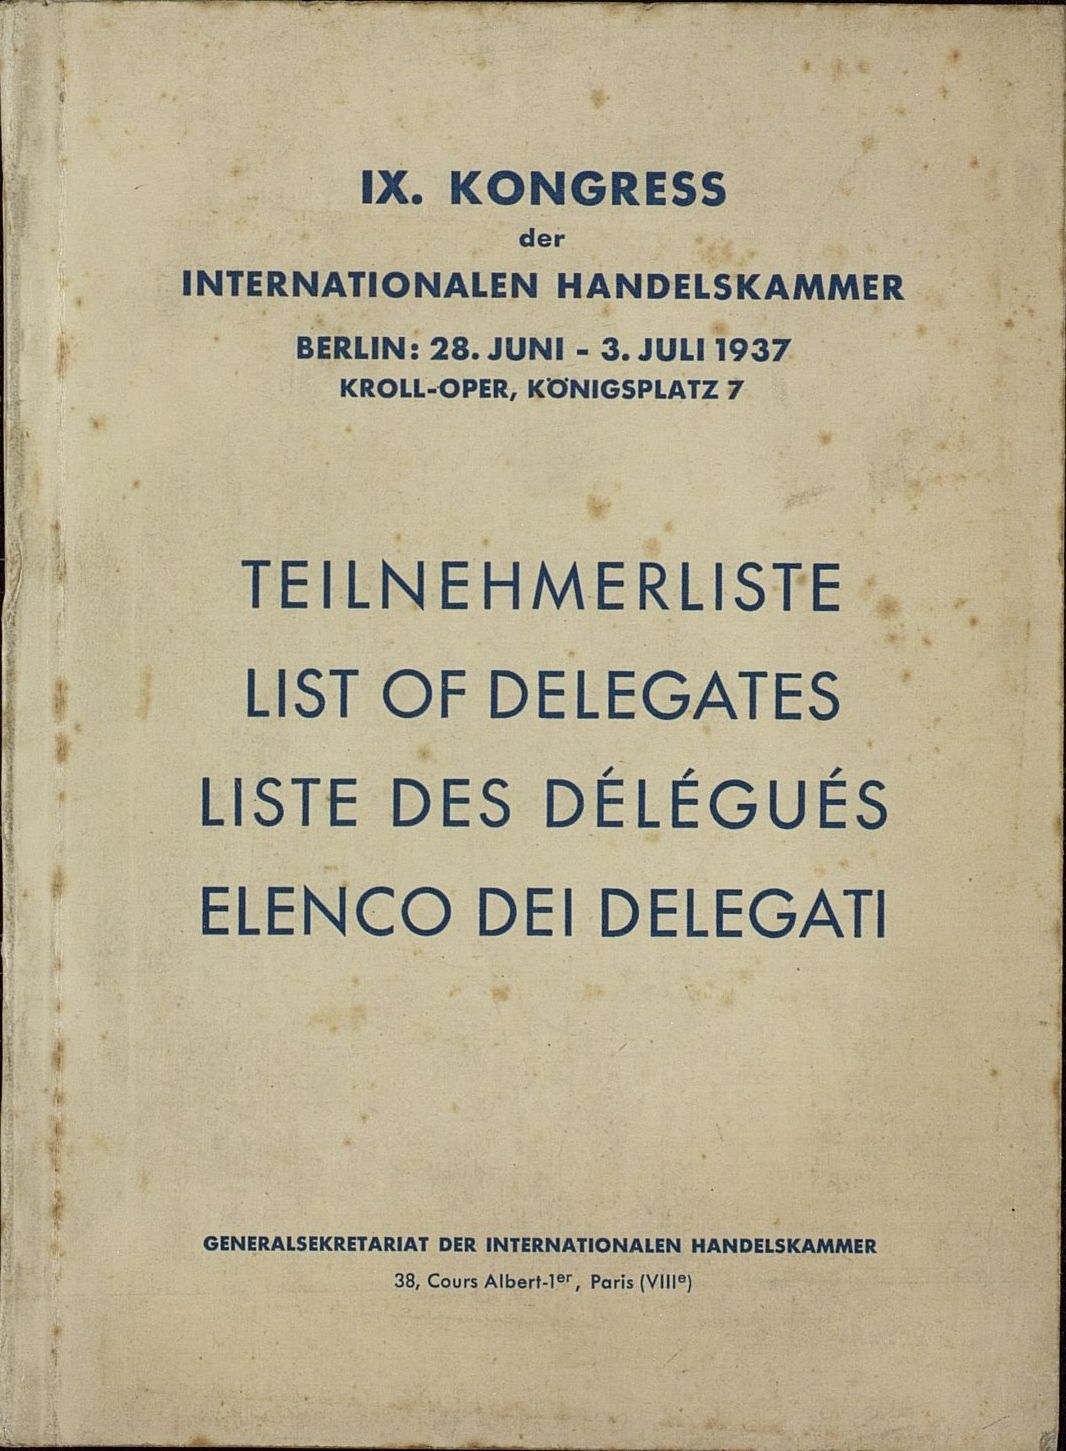 IX. KONGRESS
der
INTERNATIONALEN HANDELSKAMMER
BERLIN: 28. JUNI - 3. JULI 1937
KROLL-OPER, KÖNIGSPLATZ 7
TEILNEHMERLISTE
LIST OF DELEGATES
LISTE DES DÉLÉGUÉS
ELENCO DEI DELEGATI
GENERALSEKRETARIAT DER INTERNATIONALEN HANDELSKAMMER
38, Cours Albert-1er, Paris (VIIIe)